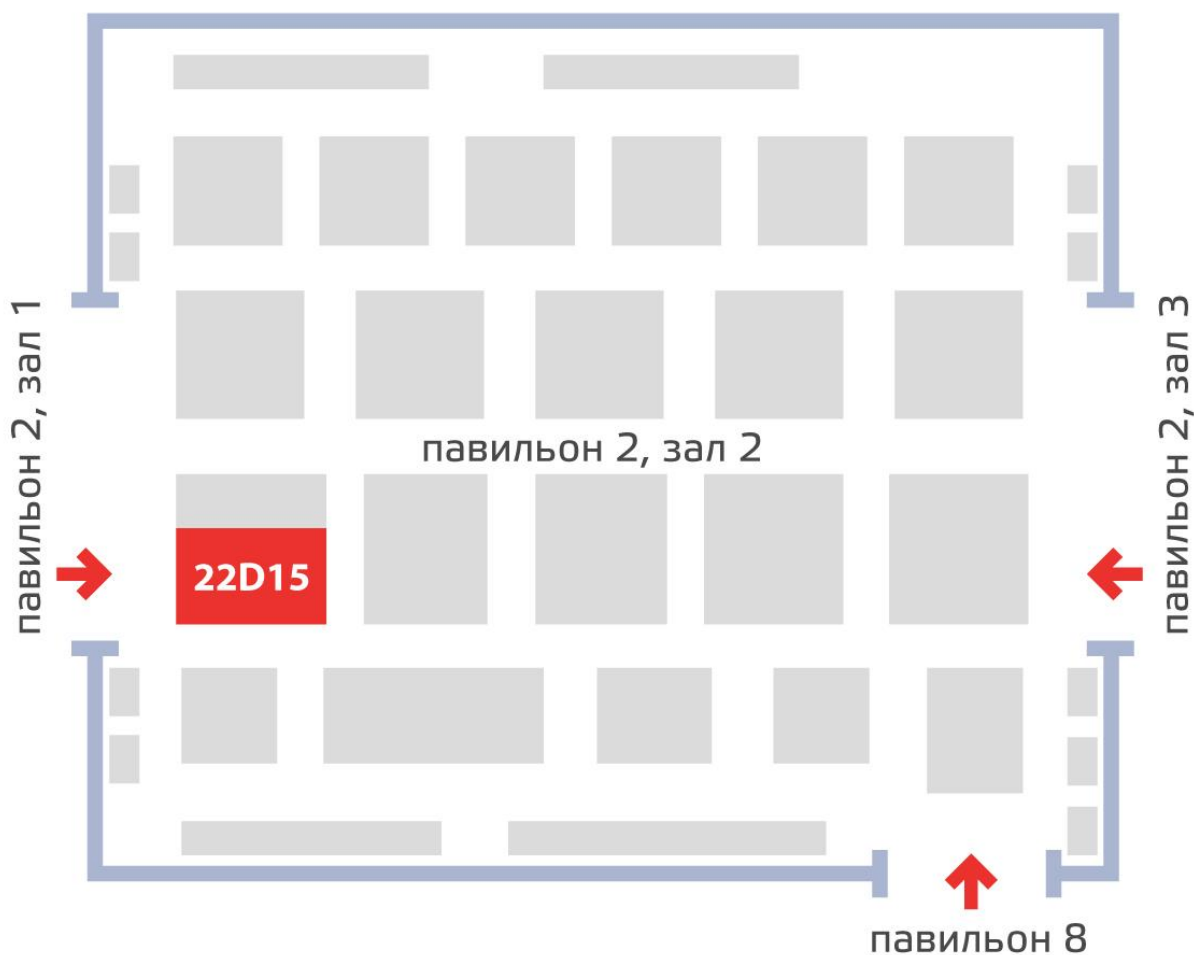 павильон 2, зал 1
павильон 2, зал 3
павильон 2, зал 2
22D15
павильон 8